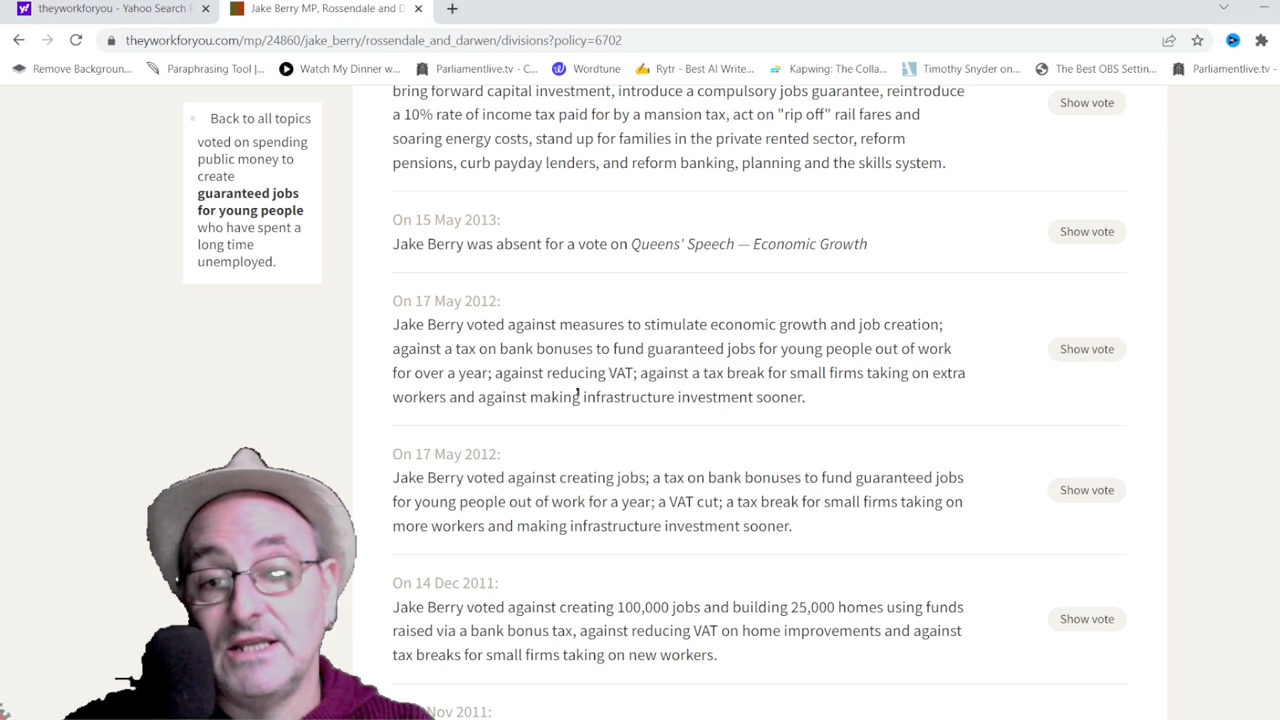 theyworkforyou - Yahoo Search
Jake Berry MP, Rossendale and D
theyworkforyou.com/mp/24860/jake_berry/rossendale_and_darwen/divisions?policy=6702
Remove Backgroun...
Paraphrasing Tool |...
Watch My Dinner w...
Parliamentlive.tv - C...
Wordtune
Rytr - Best AI Write...
Kapwing: The Colla...
Timothy Snyder on...
The Best OBS Settin...
Parliamentlive.tv -...
Back to all topics
voted on spending
public money to
create
guaranteed jobs
for young people
who have spent a
long time
unemployed.
bring forward capital investment, introduce a compulsory jobs guarantee, reintroduce
a 10% rate of income tax paid for by a mansion tax, act on "rip off" rail fares and
soaring energy costs, stand up for families in the private rented sector, reform
pensions, curb payday lenders, and reform banking, planning and the skills system.
Show vote
On 15 May 2013:
Jake Berry was absent for a vote on Queens' Speech — Economic Growth
Show vote
On 17 May 2012:
Jake Berry voted against measures to stimulate economic growth and job creation;
against a tax on bank bonuses to fund guaranteed jobs for young people out of work
for over a year; against reducing VAT; against a tax break for small firms taking on extra
workers and against making infrastructure investment sooner.
Show vote
On 17 May 2012:
Jake Berry voted against creating jobs; a tax on bank bonuses to fund guaranteed jobs
for young people out of work for a year; a VAT cut; a tax break for small firms taking on
more workers and making infrastructure investment sooner.
Show vote
On 14 Dec 2011:
Jake Berry voted against creating 100,000 jobs and building 25,000 homes using funds
raised via a bank bonus tax, against reducing VAT on home improvements and against
tax breaks for small firms taking on new workers.
Show vote
Nov 2011: